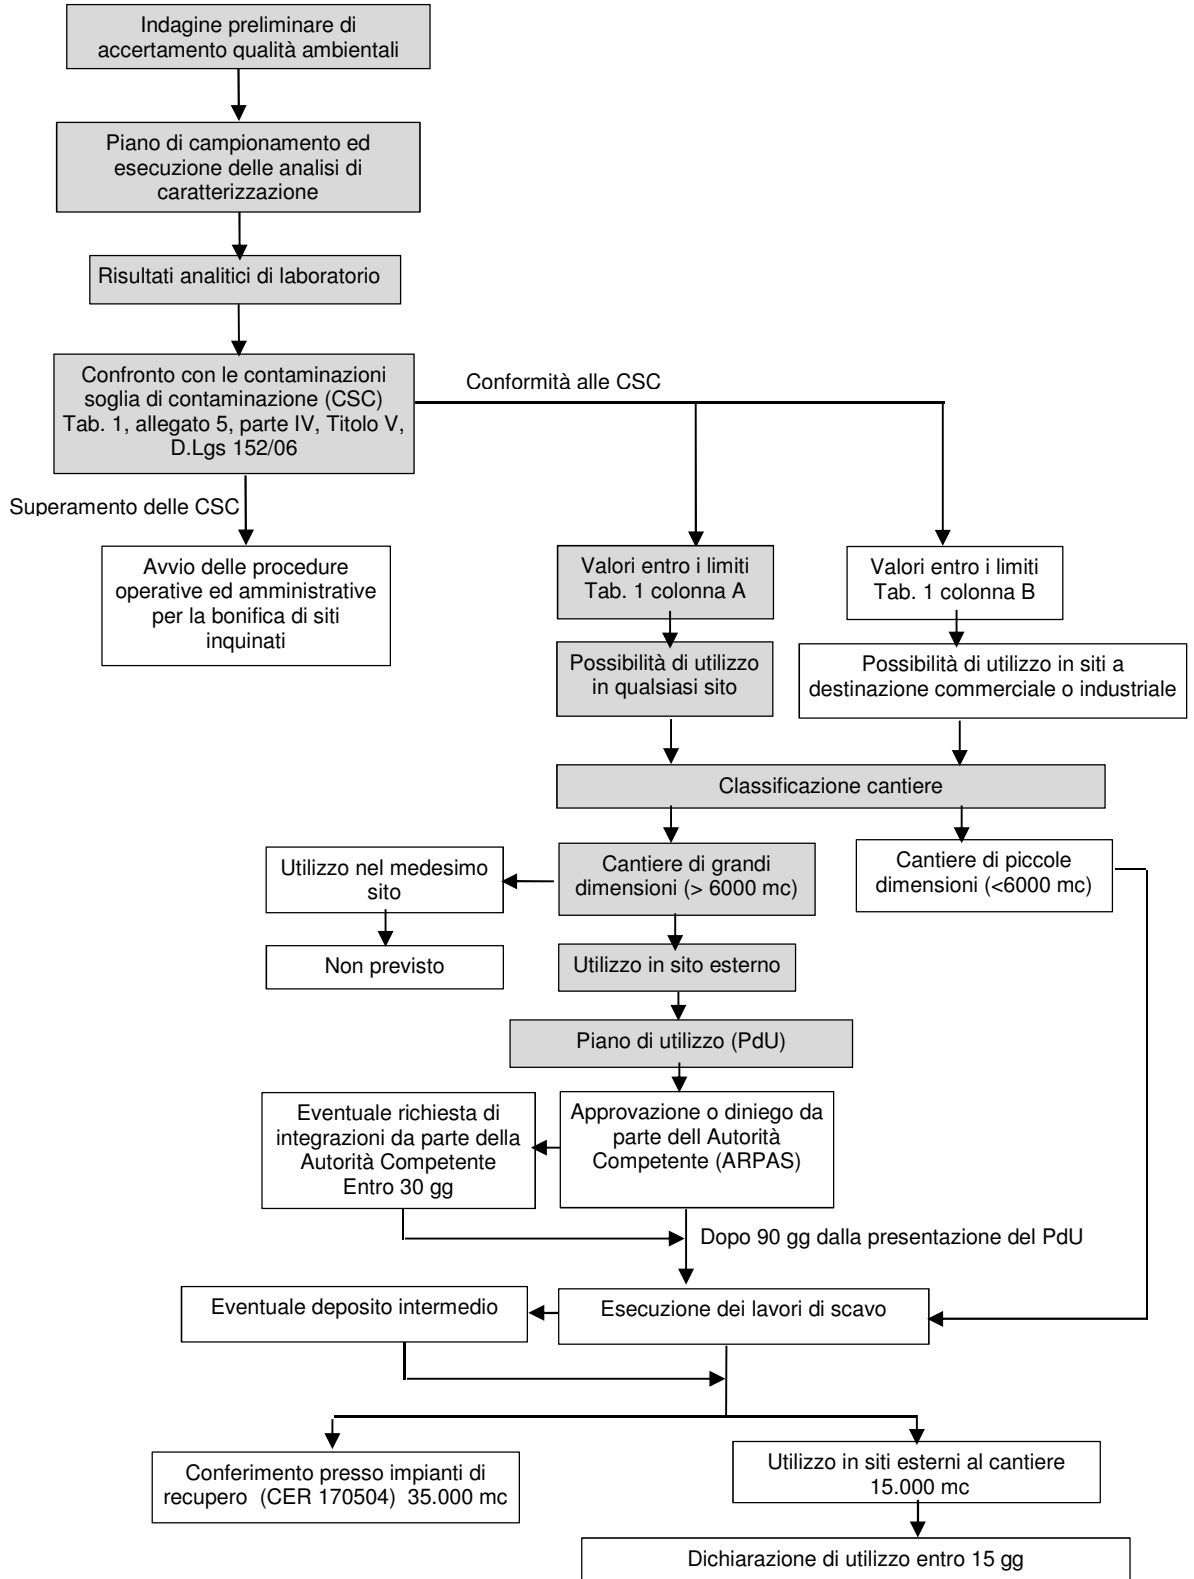 Indagine preliminare di
accertamento qualità ambientali
Piano di campionamento ed
esecuzione delle analisi di
caratterizzazione
Risultati analitici di laboratorio
Confronto con le contaminazioni
soglia di contaminazione (CSC)
Tab. 1, allegato 5, parte IV, Titolo V,
D.Lgs 152/06
Conformità alle CSC
Superamento delle CSC
Avvio delle procedure
operative ed amministrative
per la bonifica di siti
inquinati
Valori entro i limiti
Tab. 1 colonna A
Valori entro i limiti
Tab. 1 colonna B
Possibilità di utilizzo
in qualsiasi sito
Possibilità di utilizzo in siti a
destinazione commerciale o industriale
Classificazione cantiere
Utilizzo nel medesimo
sito
Cantiere di grandi
dimensioni (> 6000 mc)
Cantiere di piccole
dimensioni (<6000 mc)
Non previsto
Utilizzo in sito esterno
Piano di utilizzo (PdU)
Eventuale richiesta di
integrazioni da parte della
Autorità Competente
Entro 30 gg
Approvazione o diniego da
parte dell Autorità
Competente (ARPAS)
Dopo 90 gg dalla presentazione del PdU
Eventuale deposito intermedio
Esecuzione dei lavori di scavo
Conferimento presso impianti di
recupero (CER 170504) 35.000 mc
Utilizzo in siti esterni al cantiere
15.000 mc
Dichiarazione di utilizzo entro 15 gg